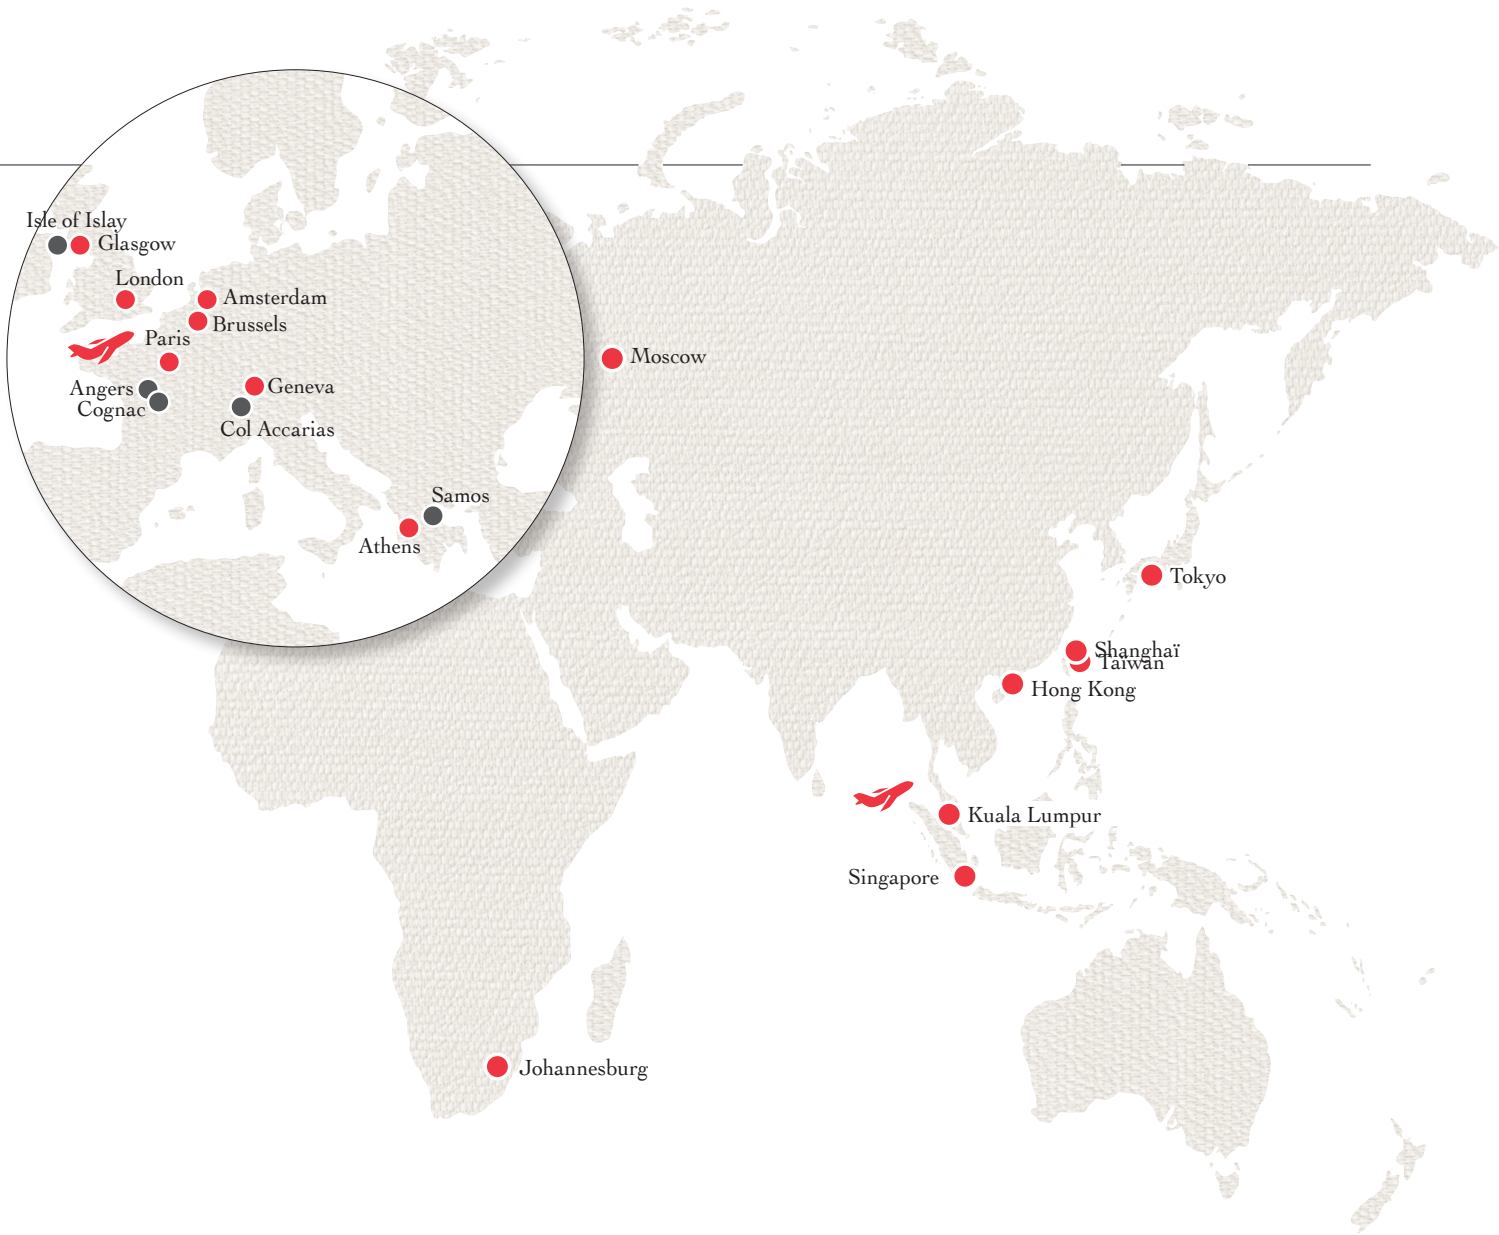 Isle of Islay
Glasgow
London
Amsterdam
Brussels
Paris
Angers
Cognac
Geneva
Col Accarias
Samos
Athens
Moscow
Tokyo
Shanghaï
Taïwan
Hong Kong
Kuala Lumpur
Singapore
Johannesburg